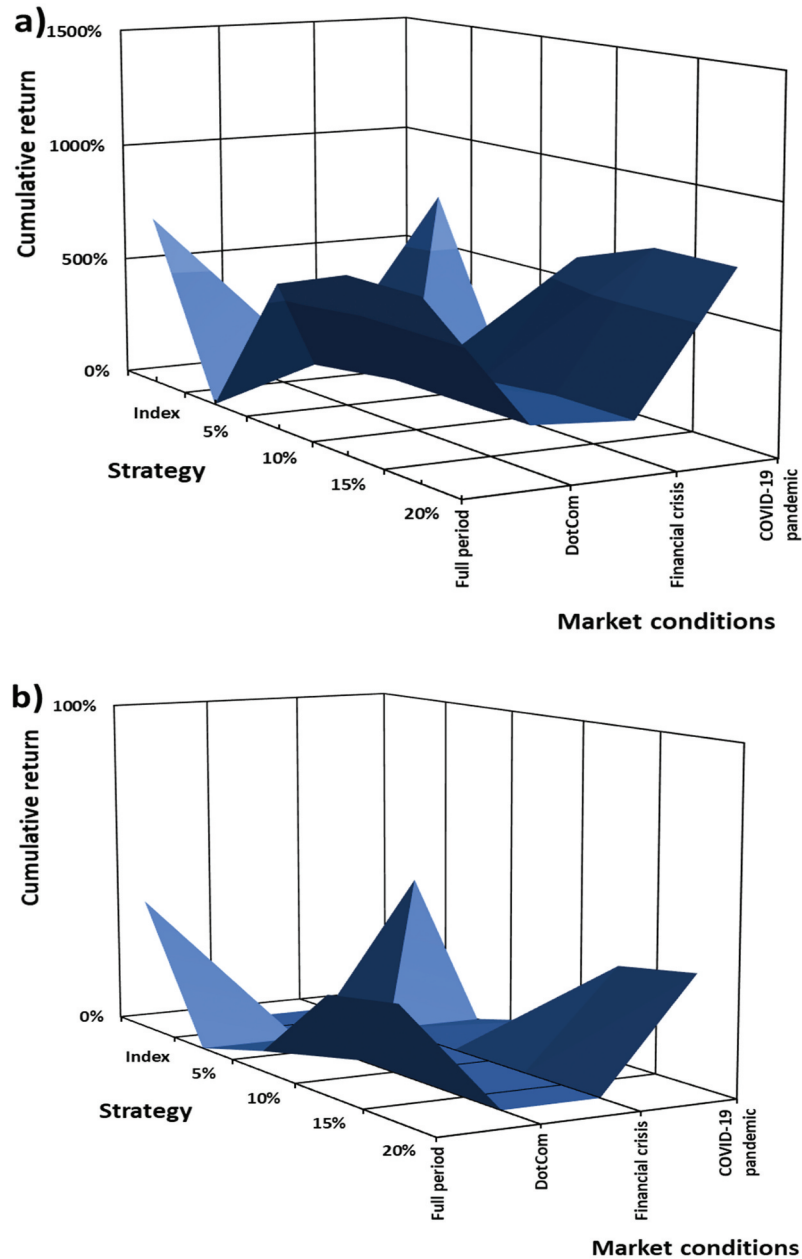 a)
1500%
1000%
500%
0%
Cumulative return
Index
5%
10%
15%
20%
Strategy
Full period
DotCom
Financial crisis
COVID-19
pandemic
Market conditions
b)
100%
0%
Cumulative return
Index
5%
10%
15%
20%
Strategy
Full period
DotCom
Financial crisis
COVID-19
pandemic
Market conditions